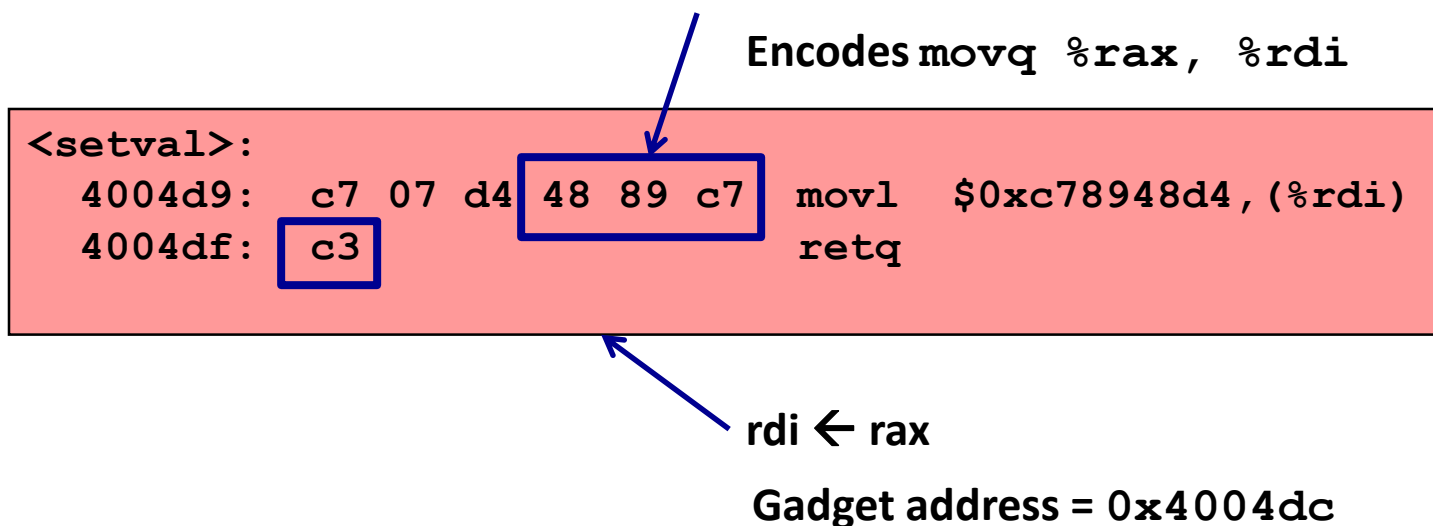 Encodes movq %rax, %rdi
<setval>:
4004d9: c7 07 d4 48 89 c7 movl $0xc78948d4,(%rdi)
4004df: c3 retq
rdi ← rax
Gadget address = 0x4004dc